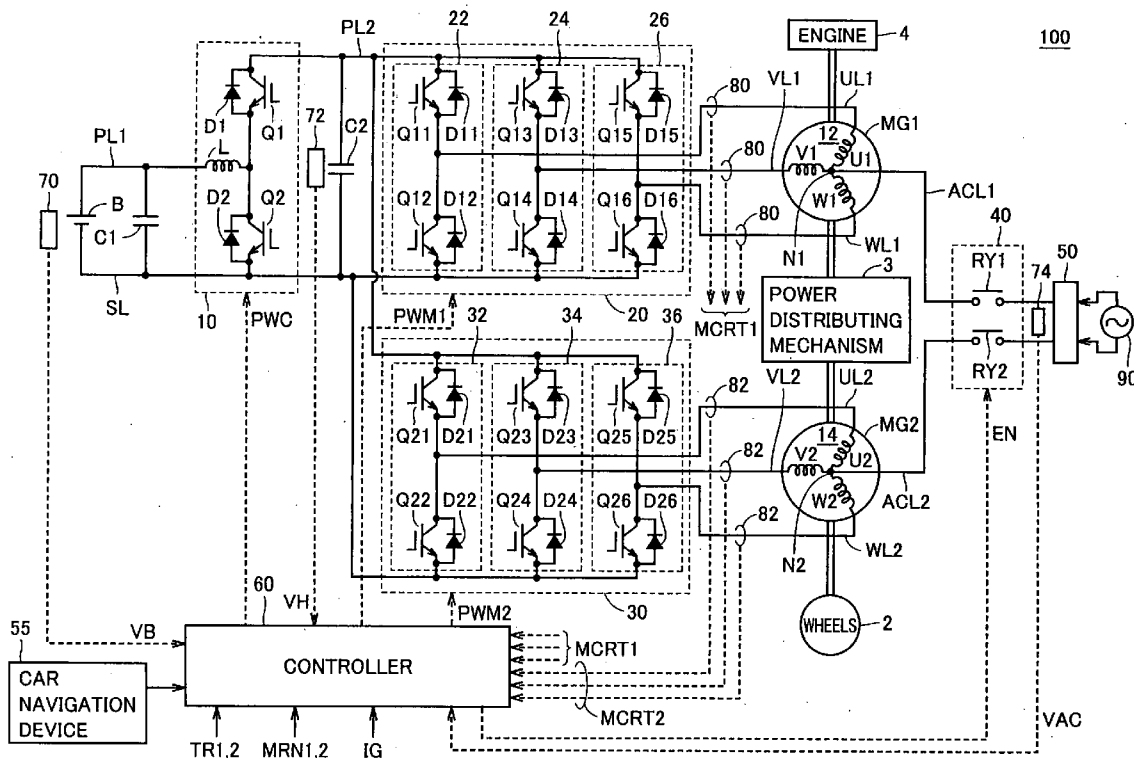 100
ENGINE
4
PL2
22
24
26
80
VL1
UL1
MG1
D1
Q1
72
C2
Q11
D11
Q13
D13
Q15
D15
12
V1
U1
W1
PL1
L
80
ACL1
70
B
C1
D2
Q2
Q12
D12
Q14
D14
Q16
D16
80
WL1
N1
3
40
RY1
74
50
SL
10
PWC
PWM1
20
MCRT1
POWER
DISTRIBUTING
MECHANISM
RY2
90
32
34
36
VL2
UL2
82
EN
Q21
D21
Q23
D23
Q25
D25
14
V2
U2
W2
MG2
82
ACL2
Q22
D22
Q24
D24
Q26
D26
82
WL2
N2
60
VH
PWM2
30
WHEELS
2
55
VB
CONTROLLER
MCRT1
CAR
NAVIGATION
DEVICE
MCRT2
VAC
TR1,2
MRN1,2
IG